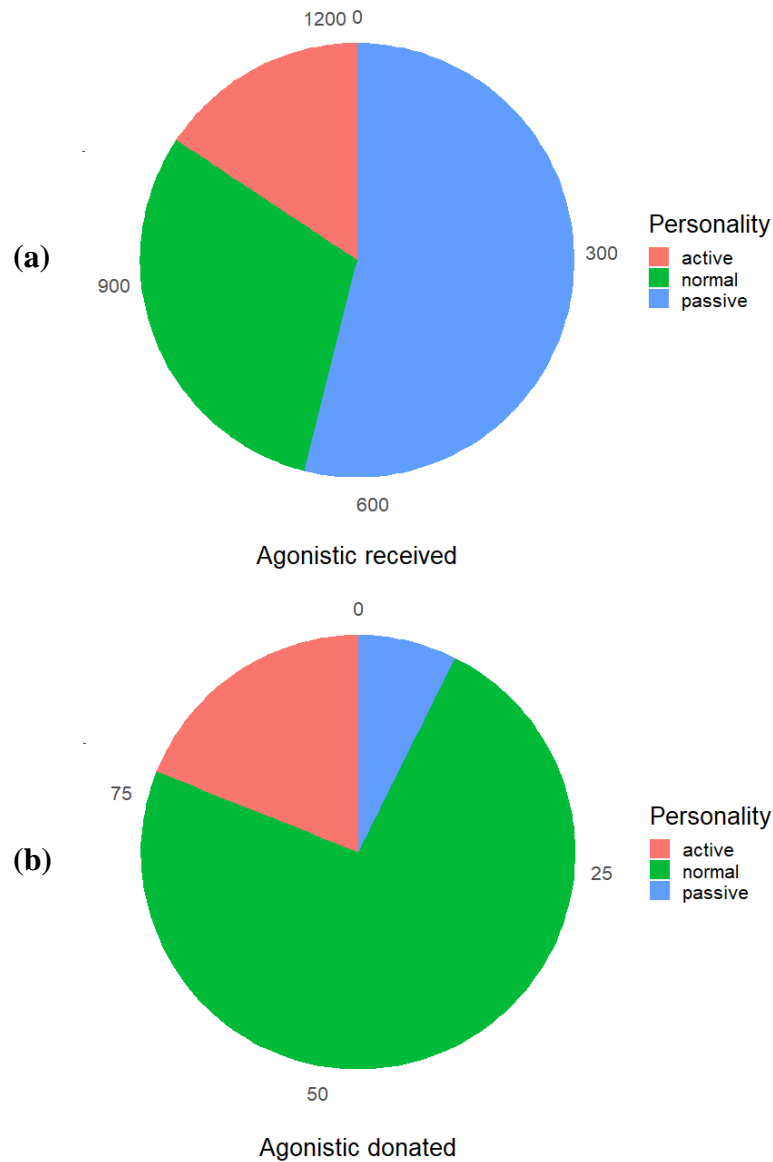 1200 0
(a)
300
900
600
Personality
active
normal
passive
Agonistic received
0
(b)
75
25
50
Personality
active
normal
passive
Agonistic donated